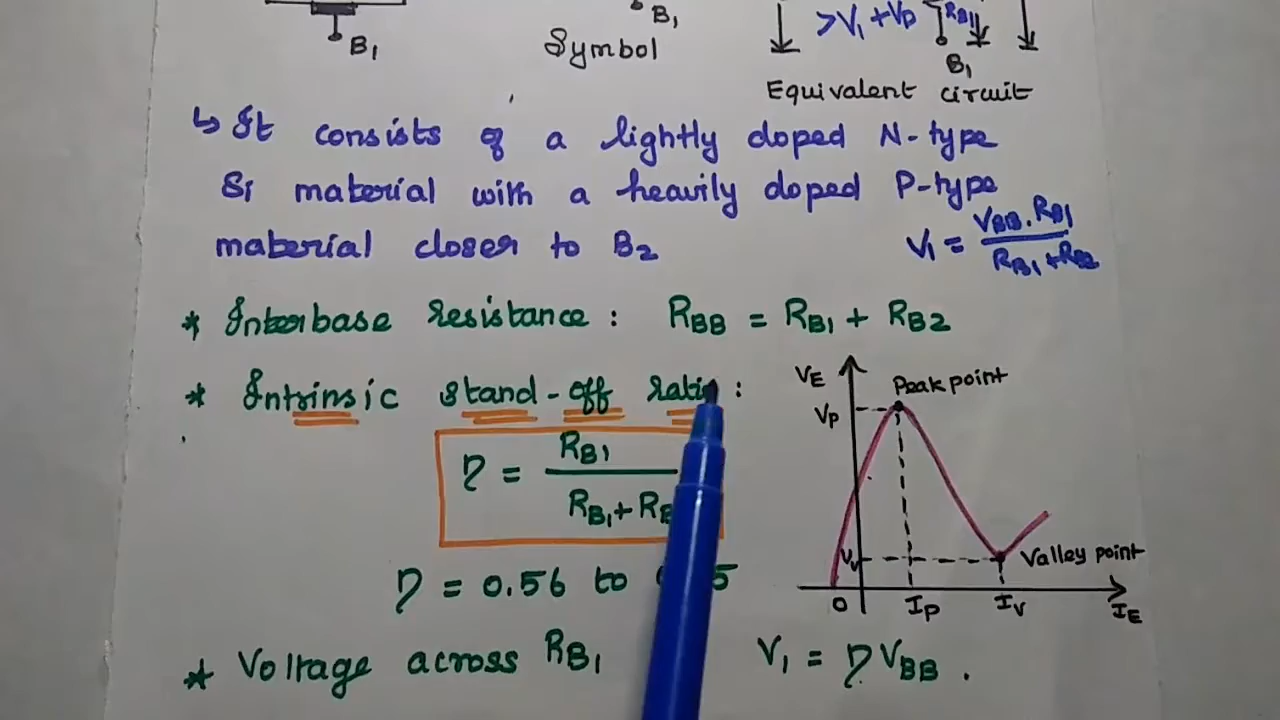 B1
B1
Symbol
>V1+Vp
RB1
B1
Equivalent circuit
↳ It consists of a lightly doped N-type
Si material with a heavily doped P-type
material closer to B2
V1 = VBB.RB1
RB1+RB2
* Interbase resistance: RBB = RB1 + RB2
* Intrinsic stand-off ratio:
η = RB1
RB1+RB
η = 0.56 to 5
* Voltage across RB1 V1 = ηVBB.
VE
Peak point
Vp
Vv
Valley point
0
Ip
Iv
IE